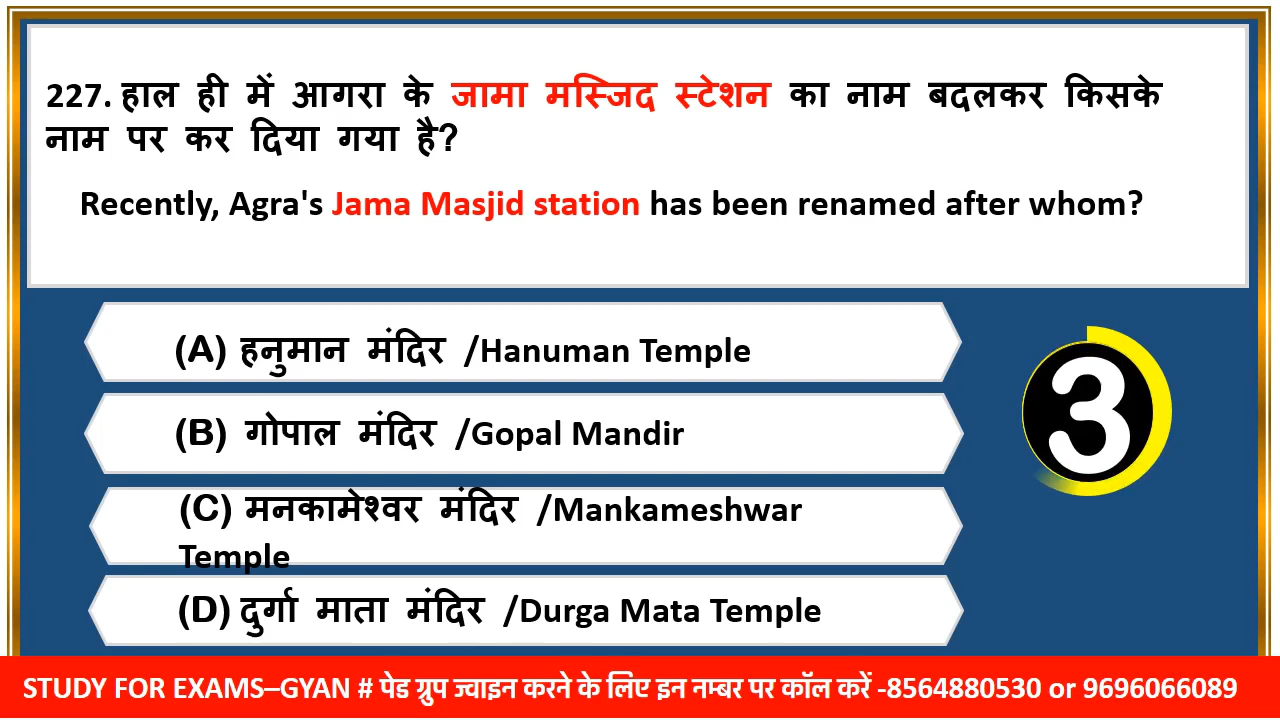 227. हाल ही में आगरा के जामा मस्जिद स्टेशन का नाम बदलकर किसके
नाम पर कर दिया गया है?
Recently, Agra's Jama Masjid station has been renamed after whom?
(A) हनुमान मंदिर /Hanuman Temple
(B) गोपाल मंदिर /Gopal Mandir
3
(C) मनकामेश्वर मंदिर /Mankameshwar
Temple
(D) दुर्गा माता मंदिर /Durga Mata Temple
STUDY FOR EXAMS–GYAN # पेड ग्रुप ज्वाइन करने के लिए इन नम्बर पर कॉल करें -8564880530 or 9696066089